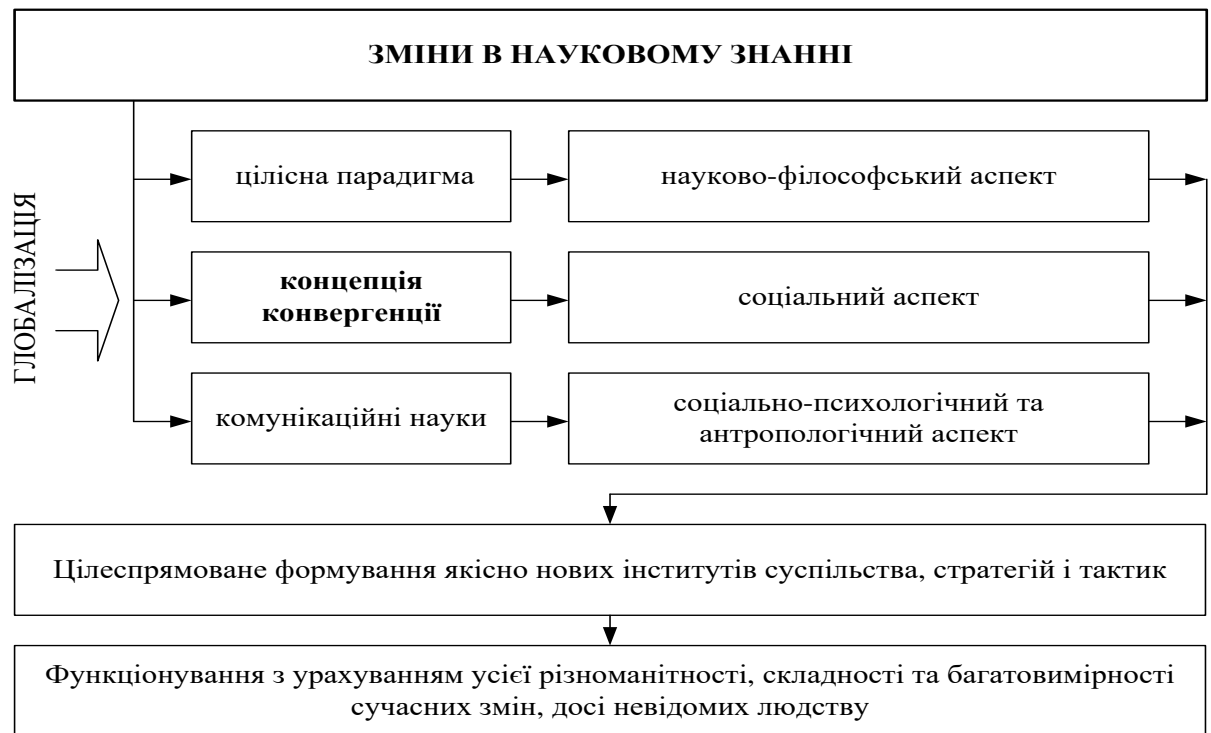 ЗМІНИ В НАУКОВОМУ ЗНАННІ
ГЛОБАЛІЗАЦІЯ
цілісна парадигма
науково-філософський аспект
концепція
конвергенції
соціальний аспект
комунікаційні науки
соціально-психологічний та
антропологічний аспект
Цілеспрямоване формування якісно нових інститутів суспільства, стратегій і тактик
Функціонування з урахуванням усієї різноманітності, складності та багатовимірності
сучасних змін, досі невідомих людству